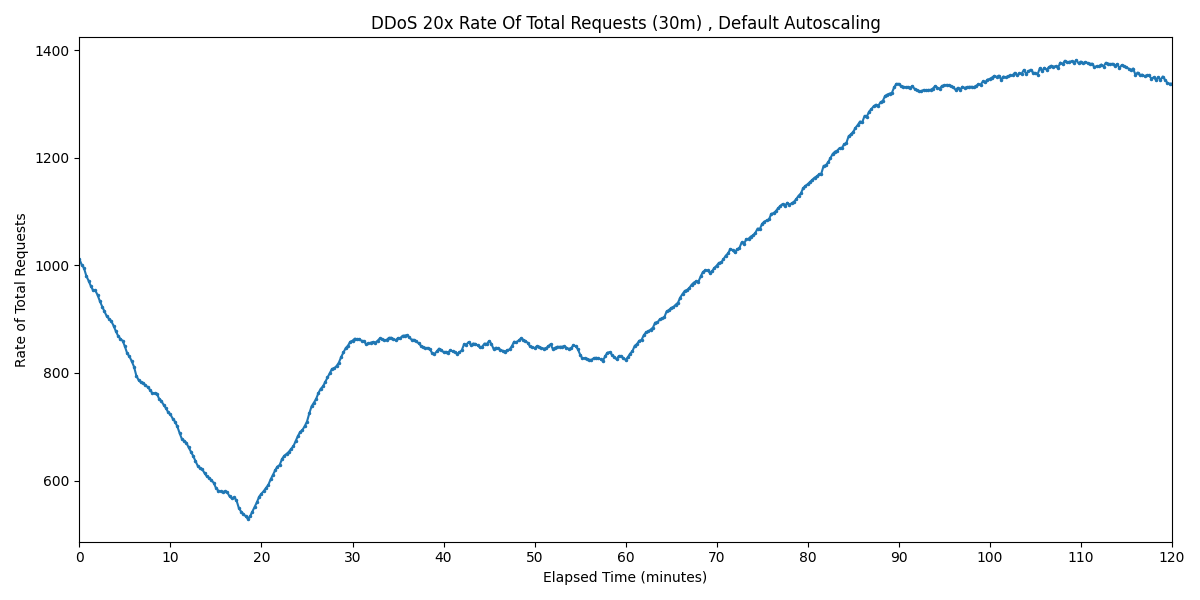 DDoS 20x Rate Of Total Requests (30m) , Default Autoscaling
1400
1200
1000
800
600
Rate of Total Requests
0 10 20 30 40 50 60 70 80 90 100 110 120
Elapsed Time (minutes)